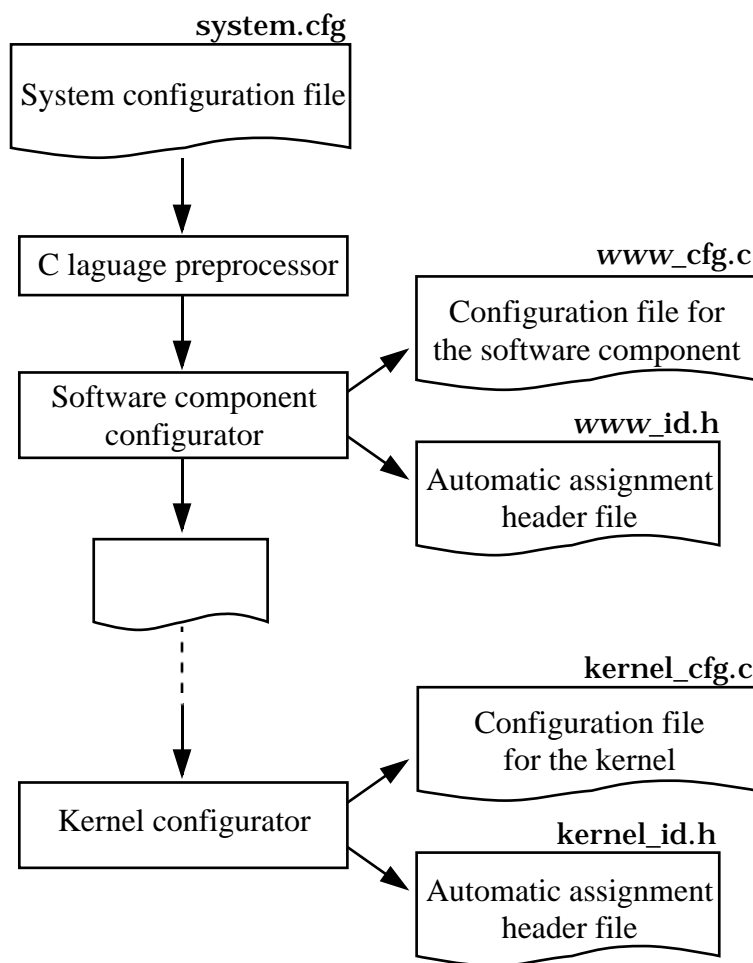 system.cfg
System configuration file
C laguage preprocessor
www_cfg.c
Configuration file for
the software component
Software component
configurator
www_id.h
Automatic assignment
header file
kernel_cfg.c
Configuration file
for the kernel
Kernel configurator
kernel_id.h
Automatic assignment
header file